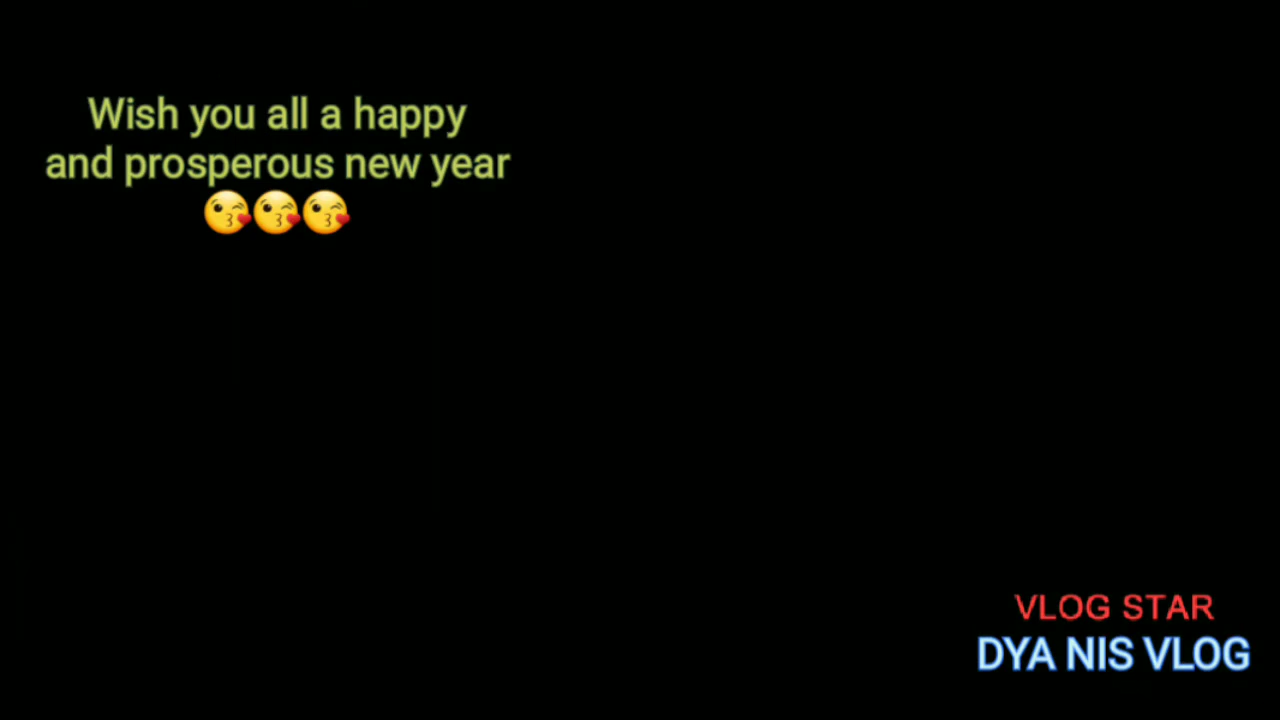 Wish you all a happy
and prosperous new year
😘😘😘
VLOG STAR
DYA NIS VLOG